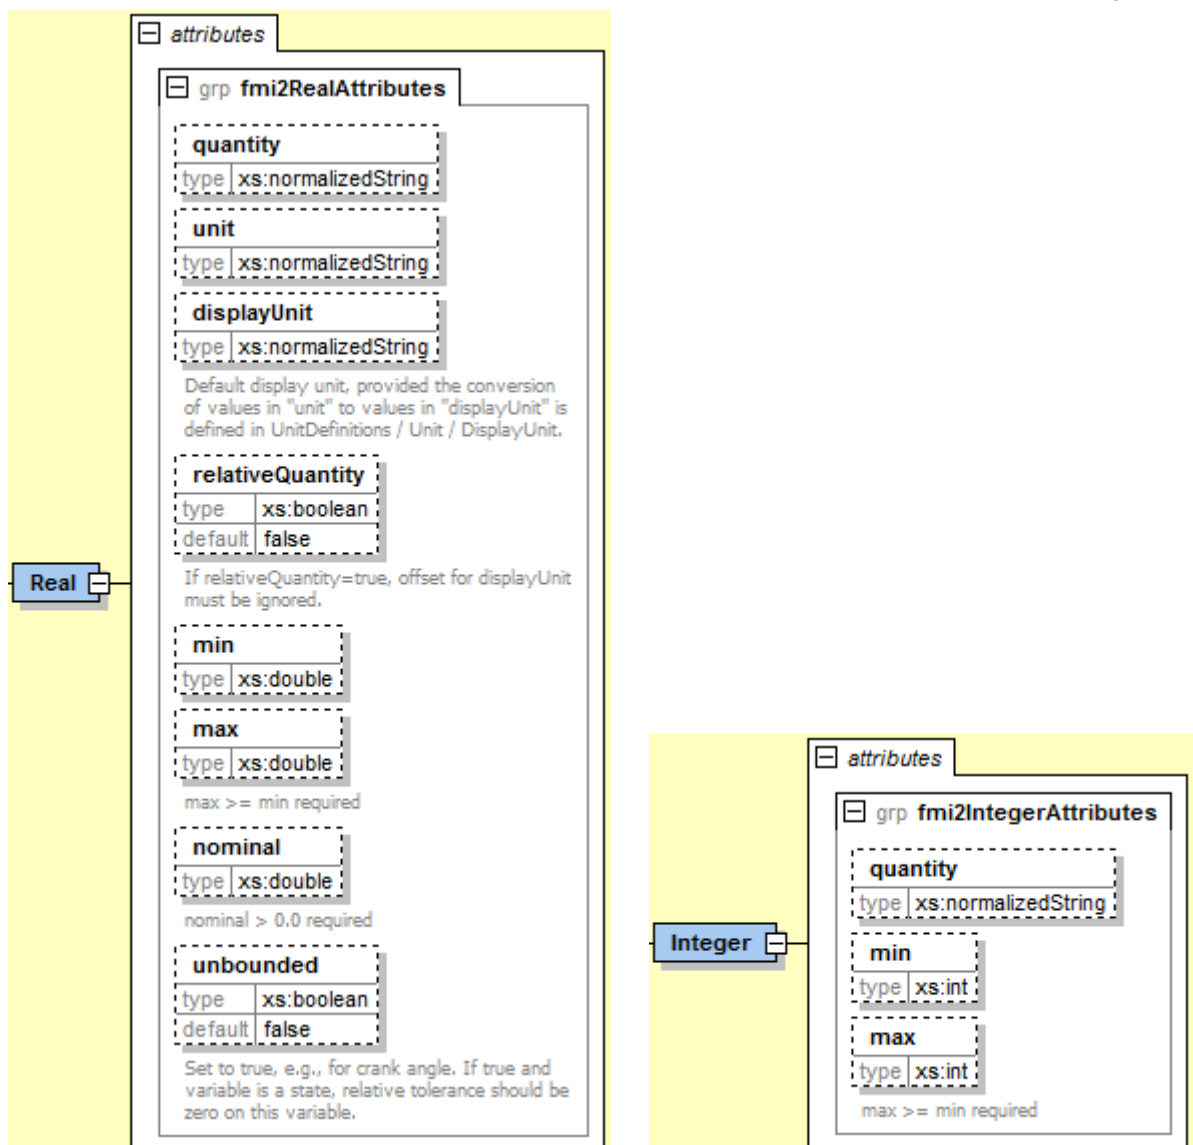 attributes
grp fmi2RealAttributes
quantity
type xs:normalizedString
unit
type xs:normalizedString
displayUnit
type xs:normalizedString
Default display unit, provided the conversion
of values in "unit" to values in "displayUnit" is
defined in UnitDefinitions / Unit / DisplayUnit.
relativeQuantity
type xs:boolean
default false
Real
If relativeQuantity=true, offset for displayUnit
must be ignored.
min
type xs:double
max
type xs:double
max >= min required
nominal
type xs:double
nominal > 0.0 required
unbounded
type xs:boolean
default false
Set to true, e.g., for crank angle. If true and
variable is a state, relative tolerance should be
zero on this variable.
attributes
grp fmi2IntegerAttributes
quantity
type xs:normalizedString
Integer
min
type xs:int
max
type xs:int
max >= min required